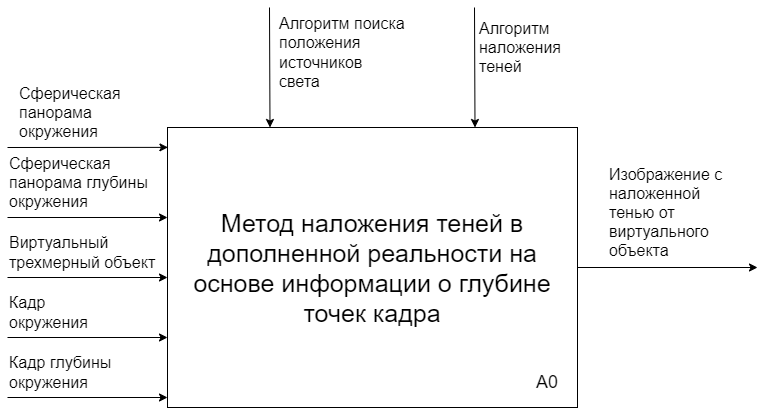 Алгоритм поиска
положения
источников
света
Алгоритм
наложения
теней
Сферическая
панорама
окружения
Сферическая
панорама глубины
окружения
Виртуальный
трехмерный объект
Кадр
окружения
Кадр глубины
окружения
Метод наложения теней в
дополненной реальности на
основе информации о глубине
точек кадра
A0
Изображение с
наложенной
тенью от
виртуального
объекта